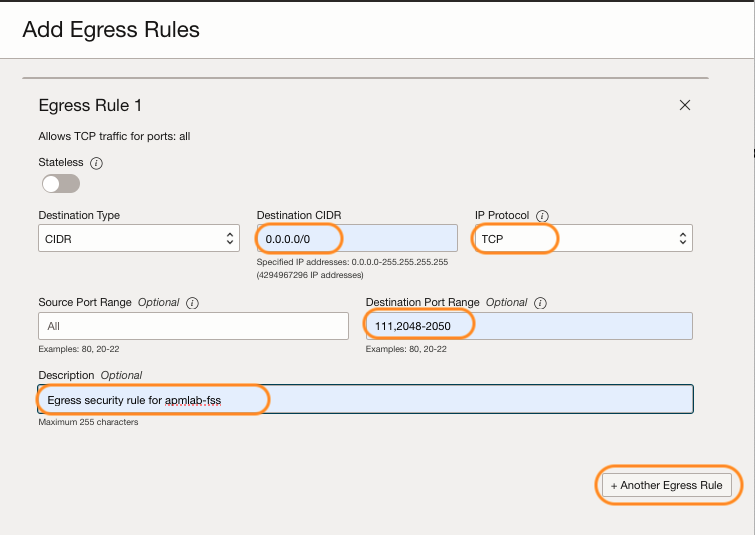 Add Egress Rules
Egress Rule 1
Allows TCP traffic for ports: all
Stateless
Destination Type
Destination CIDR
IP Protocol
CIDR
0.0.0.0/0
TCP
Specified IP addresses: 0.0.0.0-255.255.255.255
(4294967296 IP addresses)
Source Port Range Optional
Destination Port Range Optional
All
111,2048-2050
Examples: 80, 20-22
Examples: 80, 20-22
Description Optional
Egress security rule for apmlab-fss
Maximum 255 characters
+ Another Egress Rule